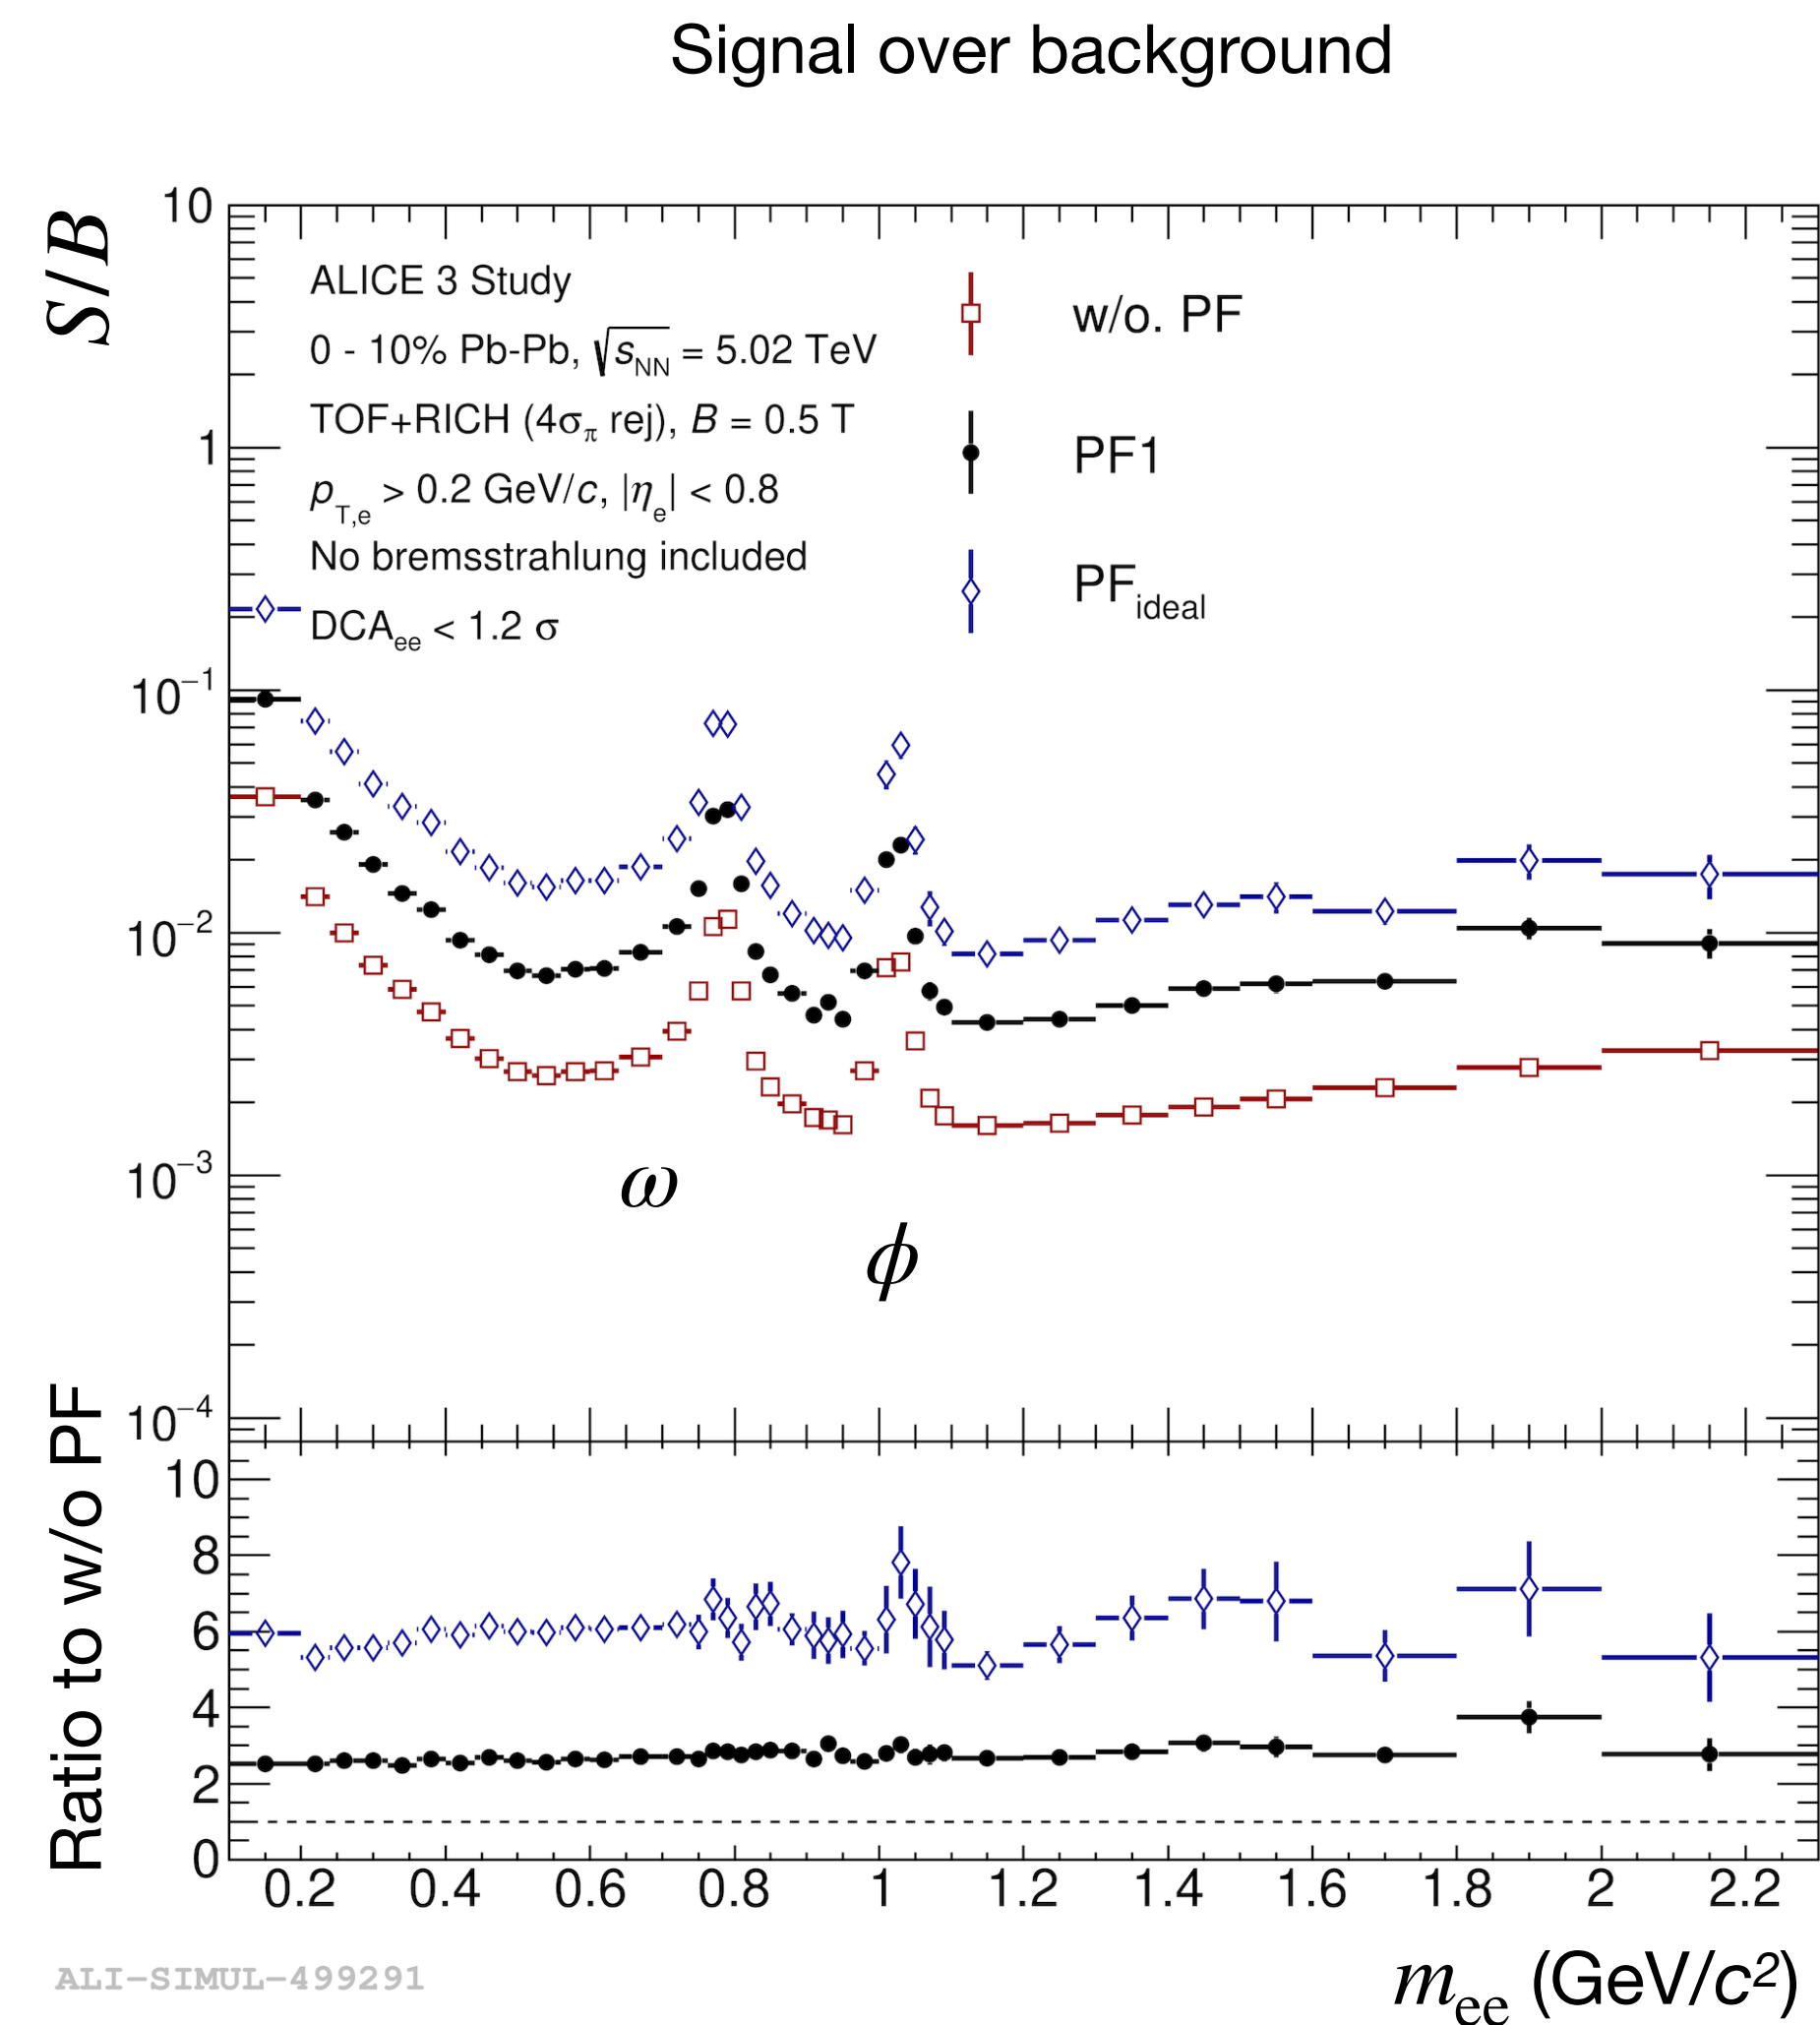 Signal over background
S/B
10
1
10⁻¹
10⁻²
10⁻³
10⁻⁴
ALICE 3 Study
0 - 10% Pb-Pb, √sNN = 5.02 TeV
TOF+RICH (4σπ rej), B = 0.5 T
pT,e > 0.2 GeV/c, |ηe| < 0.8
No bremsstrahlung included
DCAee < 1.2 σ
w/o. PF
PF1
PFideal
ω
ϕ
Ratio to w/o PF
10
8
6
4
2
0
0.2 0.4 0.6 0.8 1 1.2 1.4 1.6 1.8 2 2.2
mee (GeV/c²)
ALI-SIMUL-499291